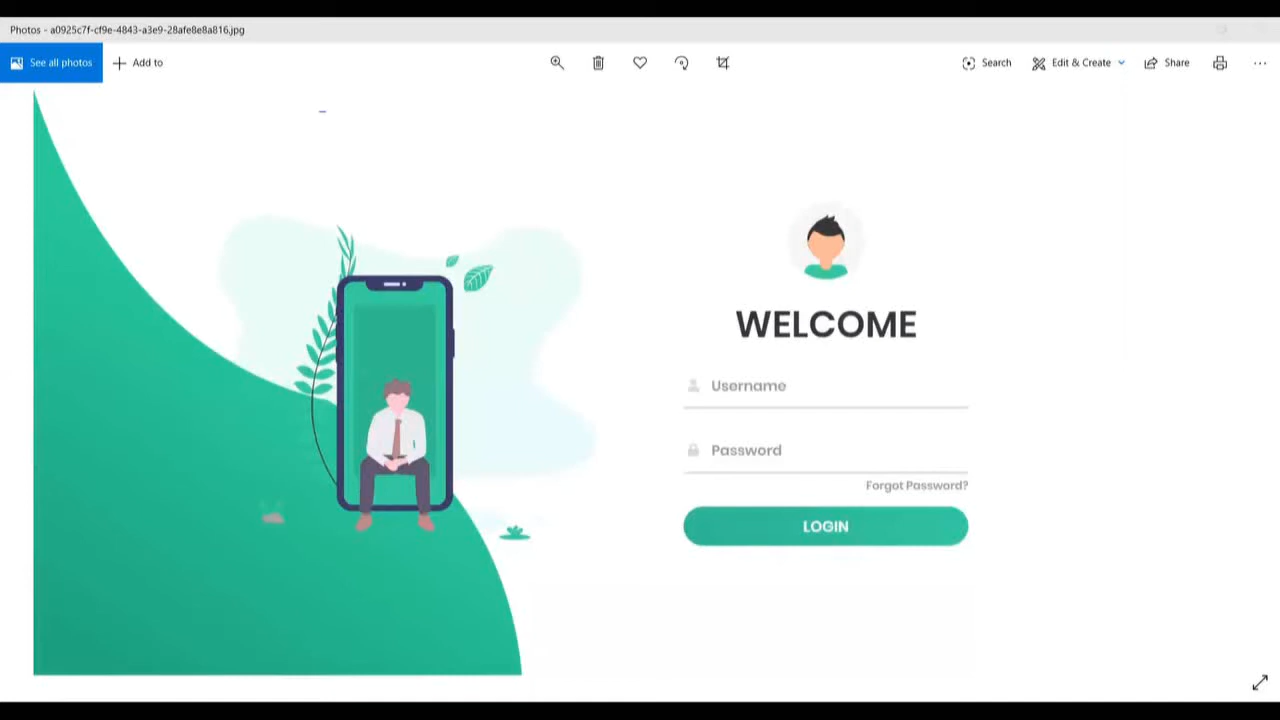 Photos - a0925c7f-cf9e-4843-a3e9-28afe8e8a816.jpg
See all photos
Add to
Search
Edit & Create
Share
WELCOME
Username
Password
Forgot Password?
LOGIN